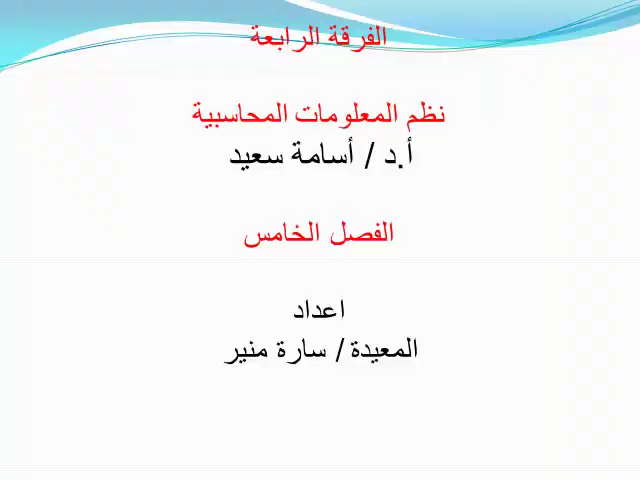 الفرقة الرابعة
نظم المعلومات المحاسبية
أ.د / أسامة سعيد
الفصل الخامس
اعداد
المعيدة / سارة منير